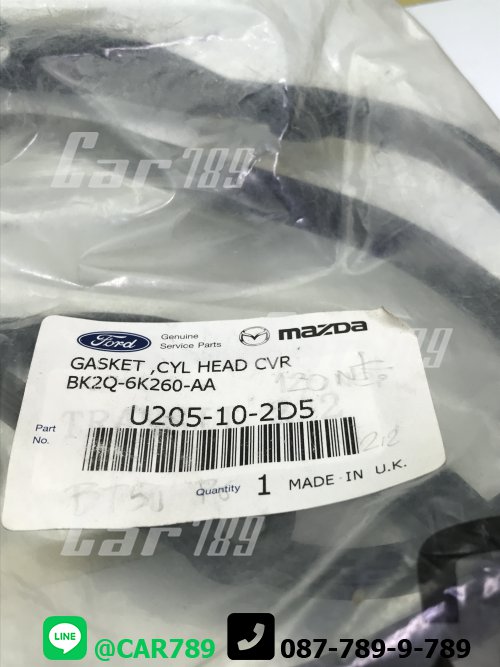 Car789
Ford Genuine Service Parts mazda
GASKET ,CYL HEAD CVR
BK2Q-6K260-AA
Part No. U205-10-2D5
Quantity 1 MADE IN U.K.
Car789
LINE @CAR789 087-789-9-789